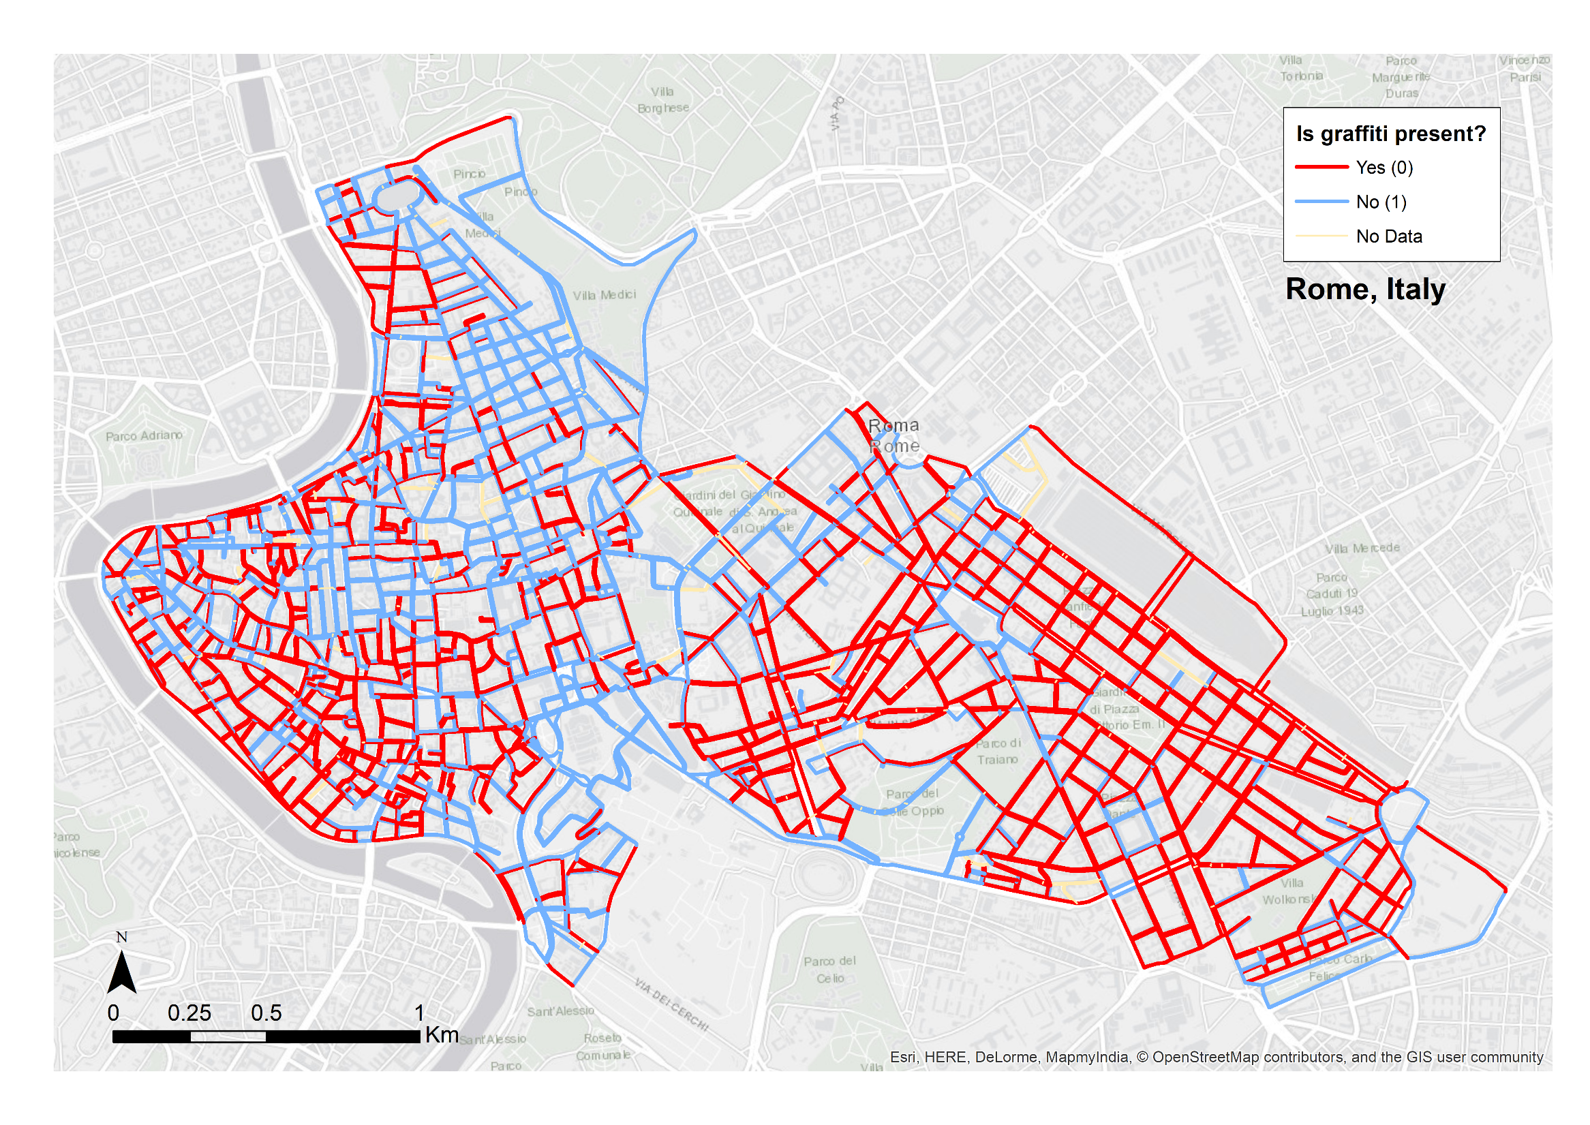 Villa
Borghese
VIA PO
Villa
Torlonia
Parco
Marguerite
Duras
Vincenzo
Parisi
Is graffiti present?
Yes (0)
No (1)
No Data
Rome, Italy
Pincio
Pincio
Villa
Medici
Villa Medici
Parco Adriano
Roma
Rome
Giardini del
Quirinale
di S. Andrea
al Quirinale
Villa Mercede
Parco
Caduti 19
Luglio 1943
Giardini
di Piazza
Vittorio Em. II
Parco di
Traiano
Parco del
Colle Oppio
Piazza
Villa
Wolkonsky
Parco
Parco del
Celio
Parco Carlo
Felice
N
0 0.25 0.5 1
Km
VIA DEI CERCHI
Sant'Alessio
Sant'Alessio
Roseto
Comunale
Parco
Villa
Esri, HERE, DeLorme, MapmyIndia, © OpenStreetMap contributors, and the GIS user community